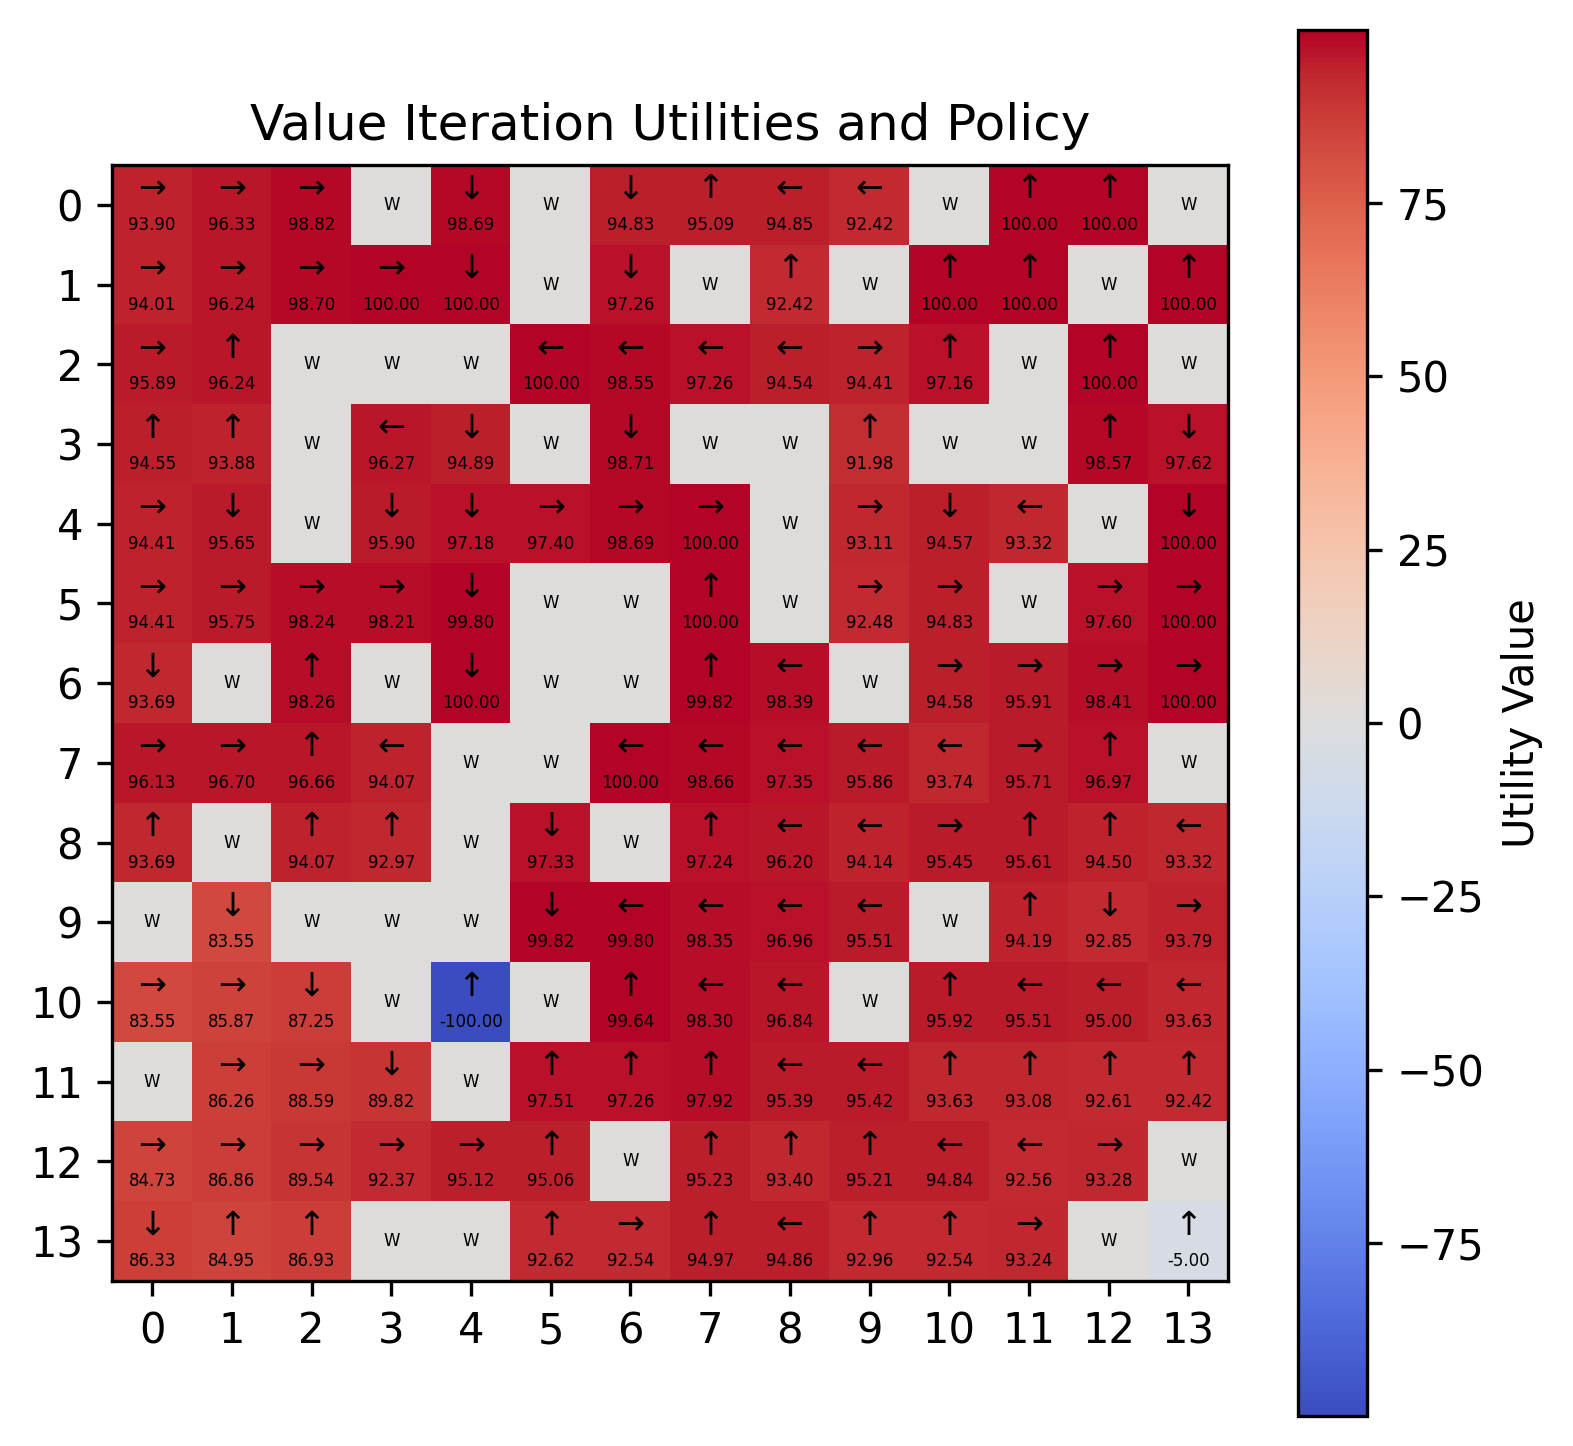 Value Iteration Utilities and Policy
0 → → → W ↓ W ↓ ↑ ← ← W ↑ ↑ W
93.90 96.33 98.82 98.69 94.83 95.09 94.85 92.42 100.00 100.00
1 → → → → ↓ W ↓ W ↑ W ↑ ↑ W ↑
94.01 96.24 98.70 100.00 100.00 97.26 92.42 100.00 100.00 100.00
2 → ↑ W W W ← ← ← ← → ↑ W ↑ W
95.89 96.24 100.00 98.55 97.26 94.54 94.41 97.16 100.00
3 ↑ ↑ W ← ↓ W ↓ W W ↑ W W ↑ ↓
94.55 93.88 96.27 94.89 98.71 91.98 98.57 97.62
4 → ↓ W ↓ ↓ → → → W → ↓ ← W ↓
94.41 95.65 95.90 97.18 97.40 98.69 100.00 93.11 94.57 93.32 100.00
5 → → → → ↓ W W ↑ W → → W → →
94.41 95.75 98.24 98.21 99.80 100.00 92.48 94.83 97.60 100.00
6 ↓ W ↑ W ↓ W W ↑ ← W → → → →
93.69 98.26 100.00 99.82 98.39 94.58 95.91 98.41 100.00
7 → → ↑ ← W W ← ← ← ← ← → ↑ W
96.13 96.70 96.66 94.07 100.00 98.66 97.35 95.86 93.74 95.71 96.97
8 ↑ W ↑ ↑ W ↓ W ↑ ← ← → ↑ ↑ ←
93.69 94.07 92.97 97.33 97.24 96.20 94.14 95.45 95.61 94.50 93.32
9 W ↓ W W W ↓ ← ← ← ← W ↑ ↓ →
83.55 99.82 99.80 98.35 96.96 95.51 94.19 92.85 93.79
10 → → ↓ W ↑ W ↑ ← ← W ↑ ← ← ←
83.55 85.87 87.25 -100.00 99.64 98.30 96.84 95.92 95.51 95.00 93.63
11 W → → ↓ W ↑ ↑ ↑ ← ← ↑ ↑ ↑ ↑
86.26 88.59 89.82 97.51 97.26 97.92 95.39 95.42 93.63 93.08 92.61 92.42
12 → → → → → ↑ W ↑ ↑ ↑ ← ← → W
84.73 86.86 89.54 92.37 95.12 95.06 95.23 93.40 95.21 94.84 92.56 93.28
13 ↓ ↑ ↑ W W ↑ → ↑ ← ↑ ↑ → W ↑
86.33 84.95 86.93 92.62 92.54 94.97 94.86 92.96 92.54 93.24 -5.00
0 1 2 3 4 5 6 7 8 9 10 11 12 13
75
50
25
0
−25
−50
−75
Utility Value